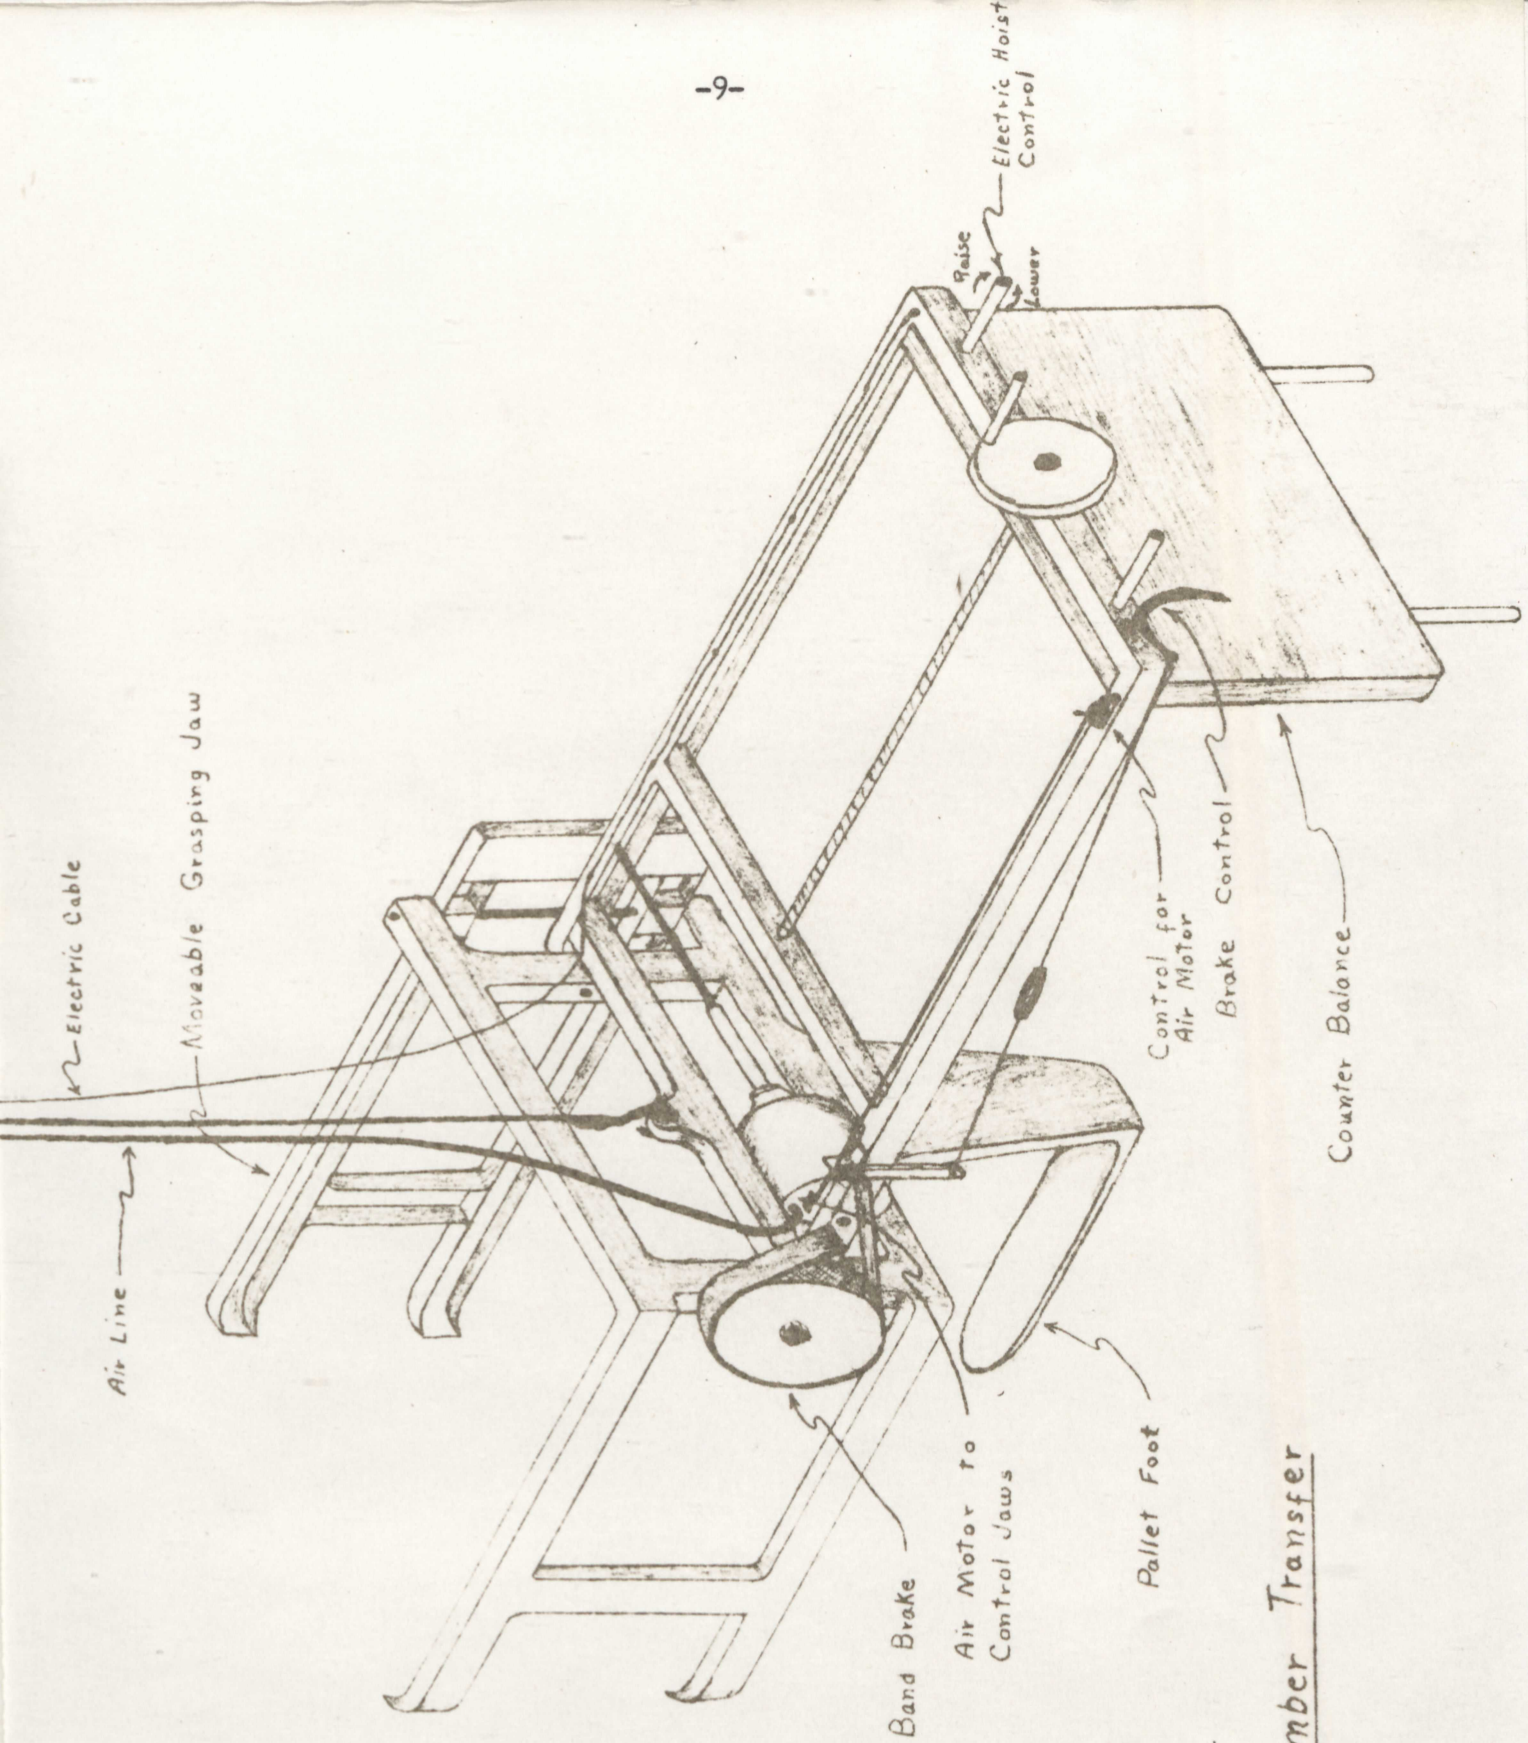 -9-
Electric Hoist
Control
Raise
Lower
Electric Cable
Moveable Grasping Jaw
Air Line
Control for
Air Motor
Brake Control
Counter Balance
Band Brake
Air Motor to
Control Jaws
Pallet Foot
mber Transfer